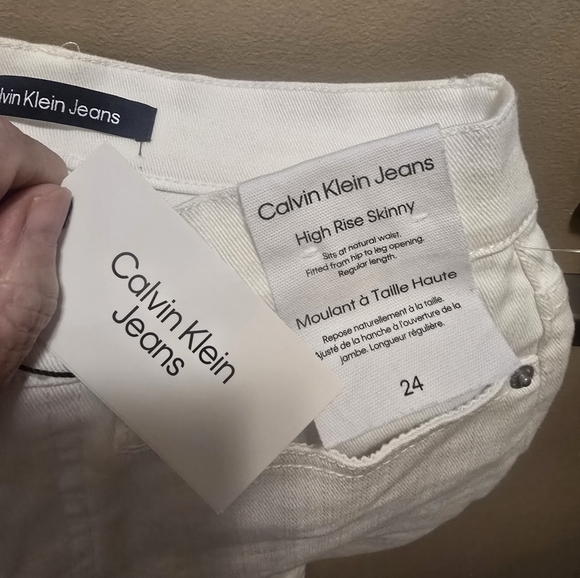 Klein Jeans
Calvin Klein
Jeans
Calvin Klein Jeans
High Rise Skinny
Sits at natural waist.
Fitted from hip to leg opening.
Regular length.
Moulant à Taille Haute
Repose naturellement à la taille.
Ajusté de la hanche à l'ouverture de la
jambe. Longueur régulière.
24